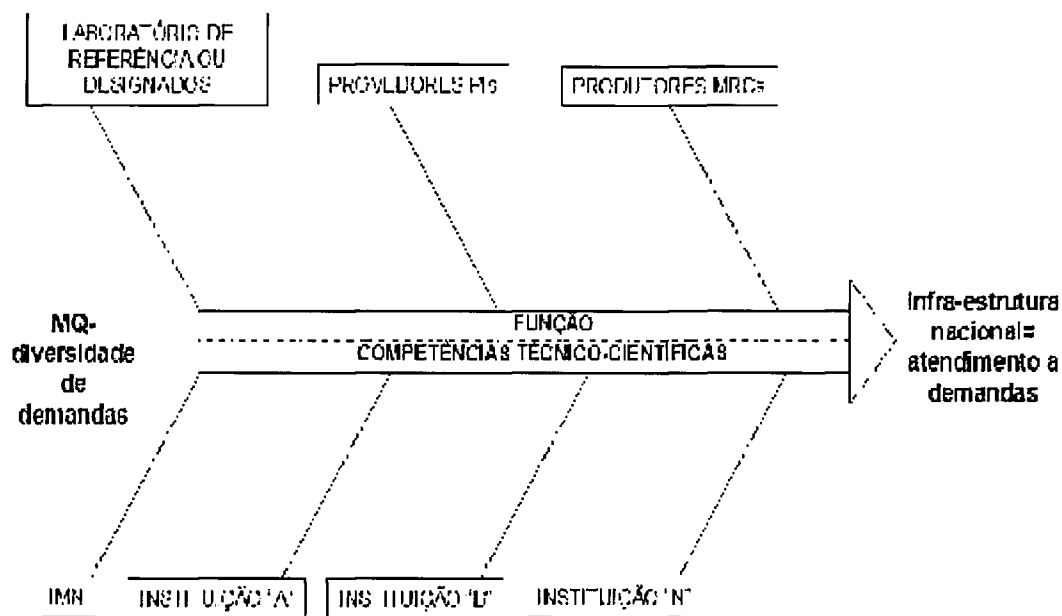 LABORATÓRIO DE
REFERÊNCIA OU
DESIGNADOS
PROVEDORES
PRODUTORES MRCs
MQ-
diversidade
de
demandas
FUNÇÃO
COMPETÊNCIAS TÉCNICO-CIENTÍFICAS
Infra-estrutura
nacional=
atendimento a
demandas
IMN
INSTITUIÇÃO "A"
INSTITUIÇÃO
INSTITUIÇÃO "N"